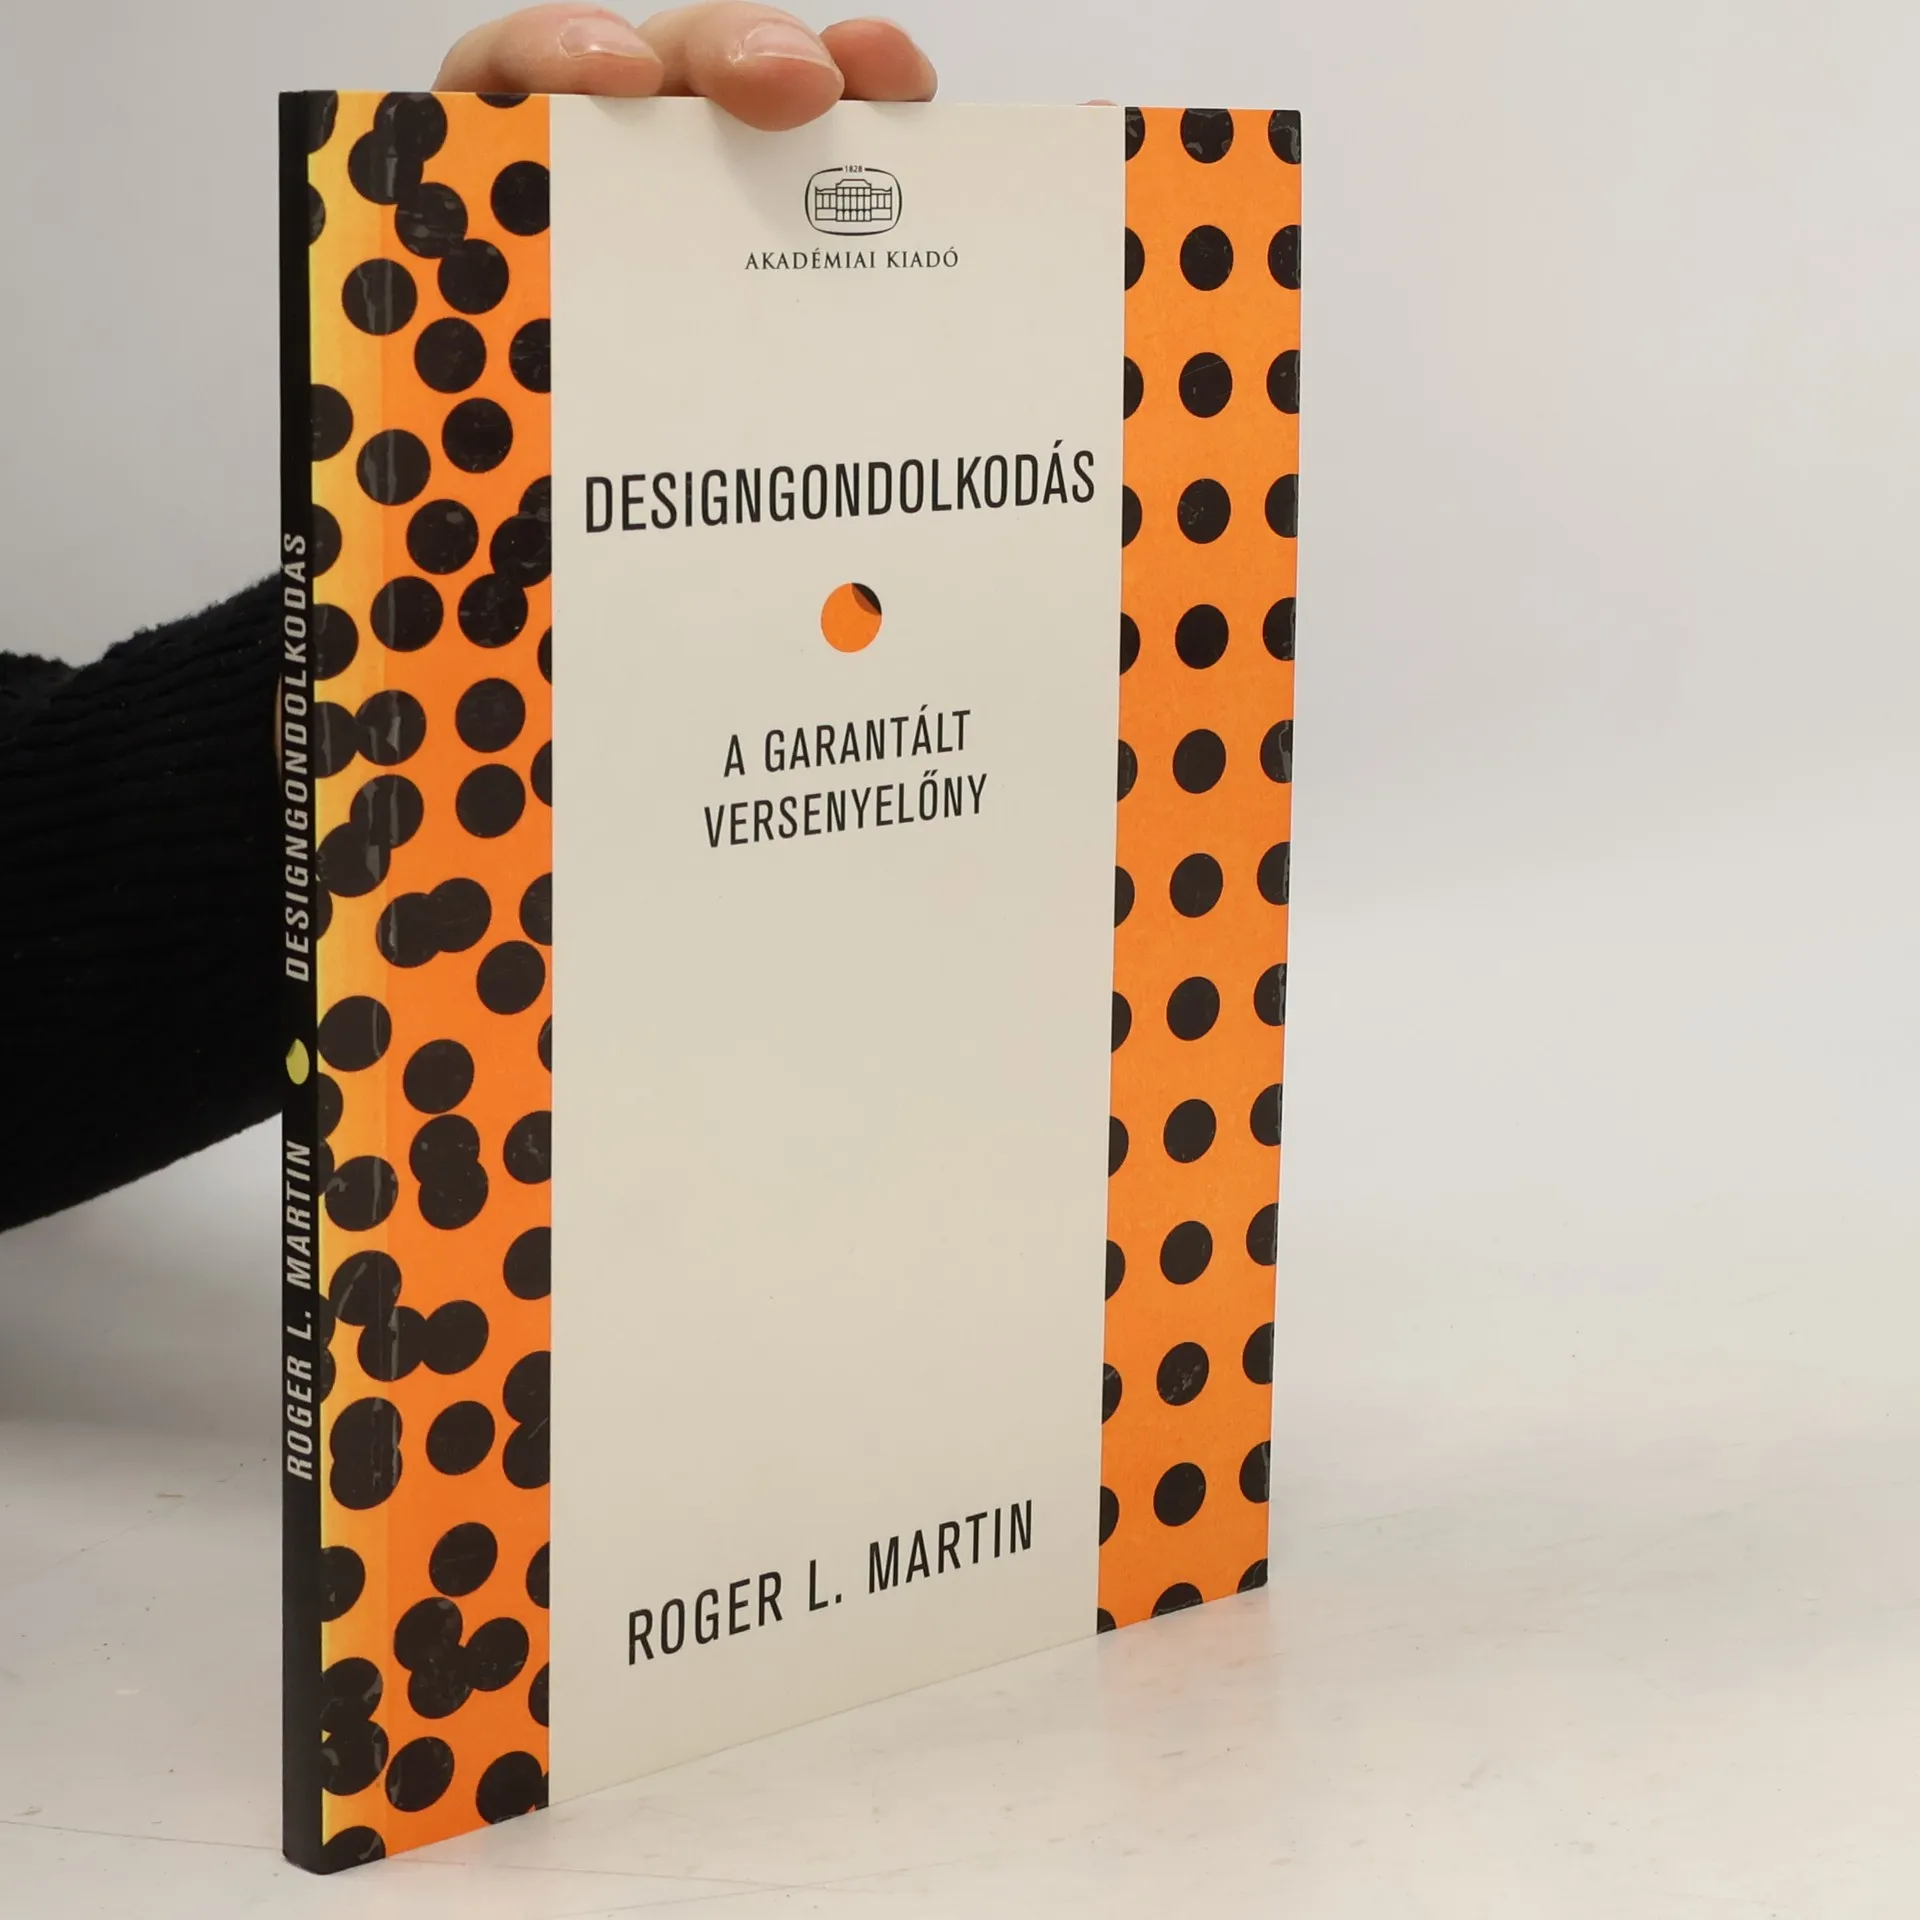 1828
AKADÉMIAI KIADÓ
DESIGNGONDOLKODÁS
A GARANTÁLT
VERSENYELŐNY
ROGER L. MARTIN
ROGER L. MARTIN DESIGNGONDOLKODÁS